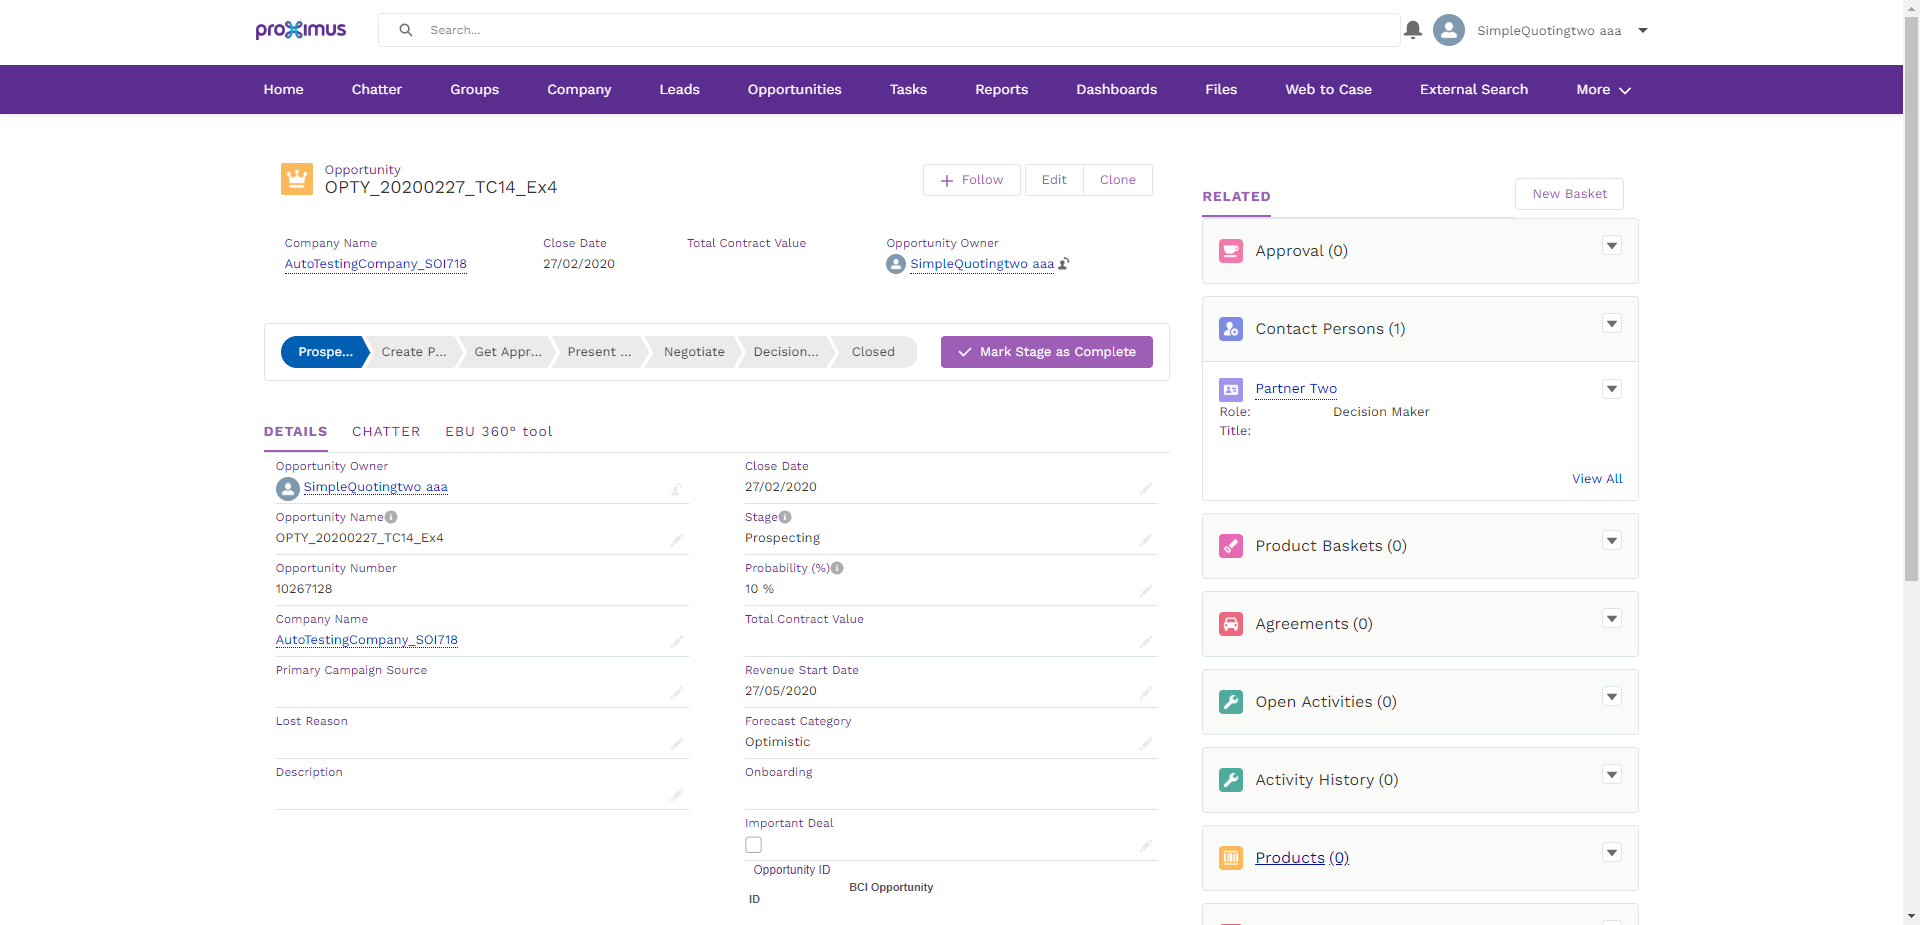 proximus
Search...
SimpleQuotingtwo aaa
Home Chatter Groups Company Leads Opportunities Tasks Reports Dashboards Files Web to Case External Search More
Opportunity
OPTY_20200227_TC14_Ex4
Follow Edit Clone
Company Name Close Date Total Contract Value Opportunity Owner
AutoTestingCompany_SOI718 27/02/2020 SimpleQuotingtwo aaa
Prospe... Create P... Get Appr... Present ... Negotiate Decision... Closed Mark Stage as Complete
DETAILS CHATTER EBU 360° tool
Opportunity Owner
SimpleQuotingtwo aaa
Opportunity Name
OPTY_20200227_TC14_Ex4
Opportunity Number
10267128
Company Name
AutoTestingCompany_SOI718
Primary Campaign Source
Lost Reason
Description
Close Date
27/02/2020
Stage
Prospecting
Probability (%)
10 %
Total Contract Value
Revenue Start Date
27/05/2020
Forecast Category
Optimistic
Onboarding
Important Deal
Opportunity ID
BCI Opportunity
ID
RELATED New Basket
Approval (0)
Contact Persons (1)
Partner Two
Role: Decision Maker
Title:
View All
Product Baskets (0)
Agreements (0)
Open Activities (0)
Activity History (0)
Products (0)